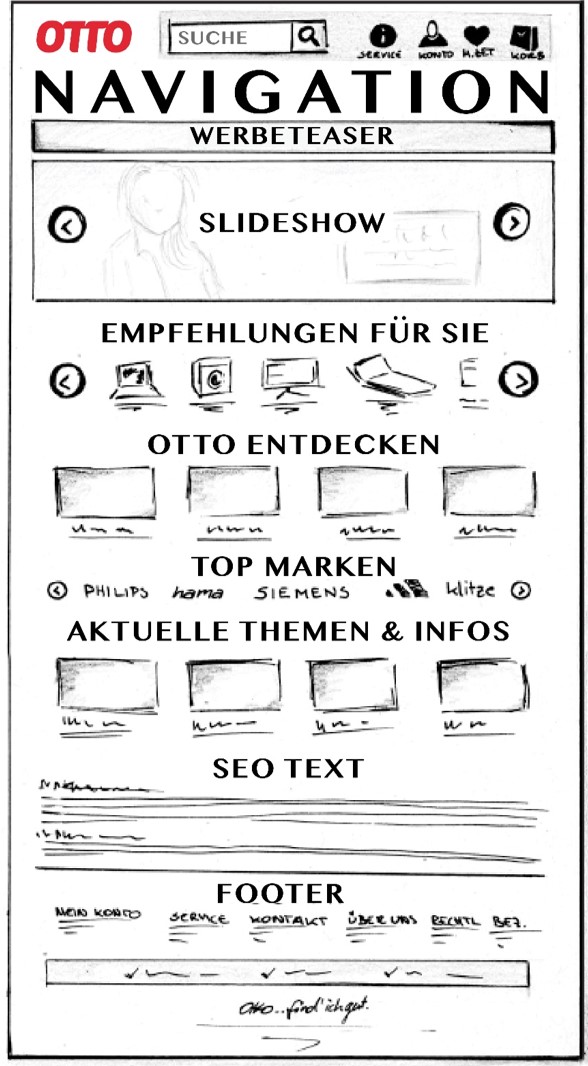 OTTO
SUCHE
SERVICE KONTO M.ZET KORB
NAVIGATION
WERBETEASER
SLIDESHOW
EMPFEHLUNGEN FÜR SIE
OTTO ENTDECKEN
TOP MARKEN
PHILIPS hama SIEMENS klitze
AKTUELLE THEMEN & INFOS
SEO TEXT
FOOTER
MEIN KONTO SERVICE KONTAKT ÜBER UNS RECHTL BEZ.
Otto...find' ich gut.